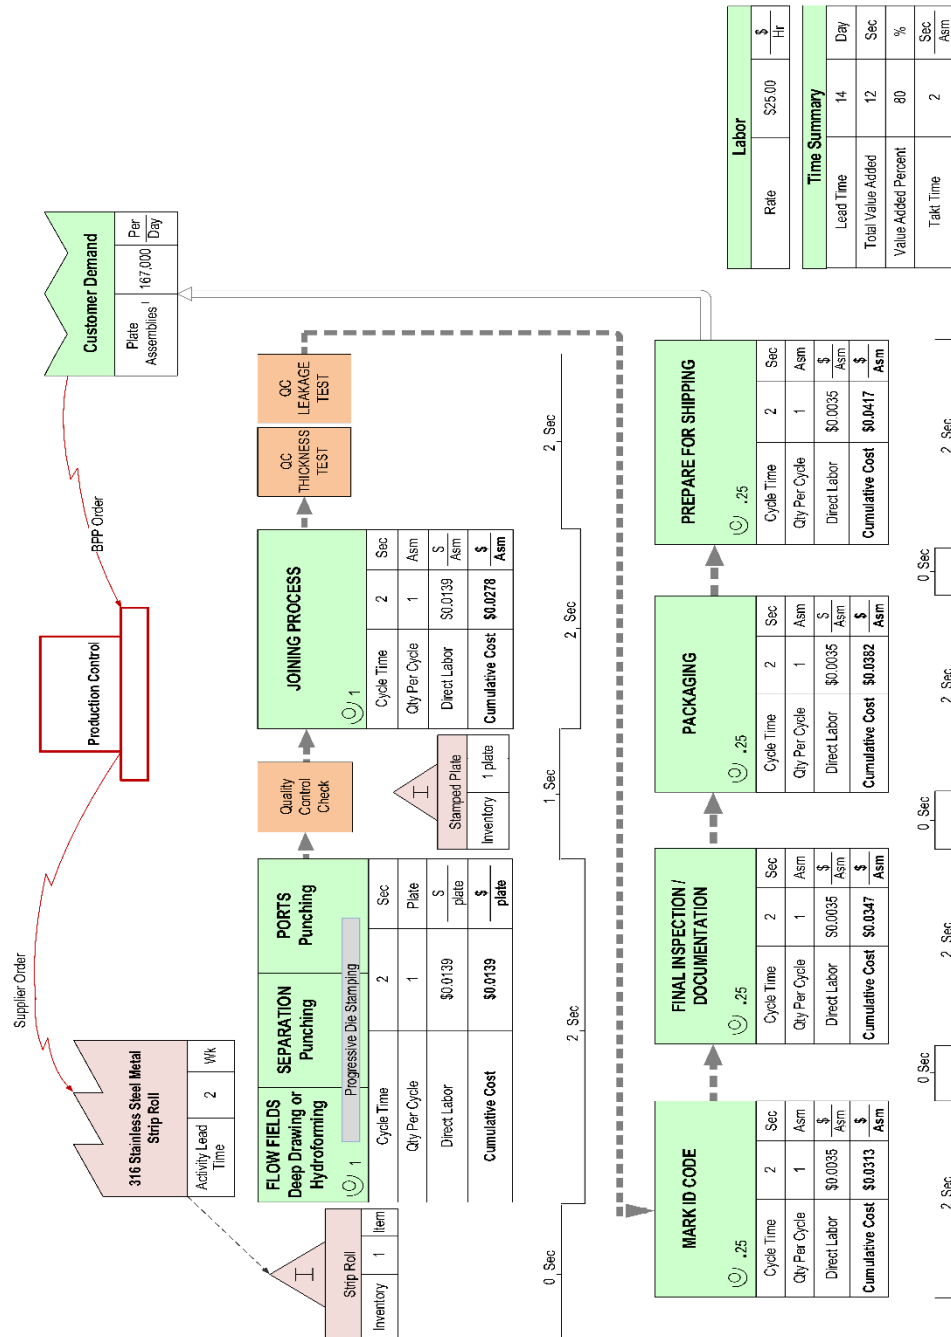 Supplier Order
Production Control
BPP Order
Customer Demand
Plate
Assemblies
167,000
Per
Day
316 Stainless Steel Metal
Strip Roll
Activity Lead
Time
2
Wk
I
Strip Roll
Inventory
1
Item
FLOW FIELDS
Deep Drawing or
Hydroforming
SEPARATION
Punching
PORTS
Punching
Progressive Die Stamping
1
Cycle Time
2
Sec
Qty Per Cycle
1
Plate
Direct Labor
$0.0139
$
plate
Cumulative Cost
$0.0139
$
plate
Quality
Control
Check
I
Stamped Plate
Inventory
1 plate
JOINING PROCESS
1
Cycle Time
2
Sec
Qty Per Cycle
1
Asm
Direct Labor
$0.0139
$
Asm
Cumulative Cost
$0.0278
$
Asm
QC
THICKNESS
TEST
QC
LEAKAGE
TEST
0 Sec
2 Sec
1 Sec
2 Sec
2 Sec
MARK ID CODE
.25
Cycle Time
2
Sec
Qty Per Cycle
1
Asm
Direct Labor
$0.0035
$
Asm
Cumulative Cost
$0.0313
$
Asm
FINAL INSPECTION /
DOCUMENTATION
.25
Cycle Time
2
Sec
Qty Per Cycle
1
Asm
Direct Labor
$0.0035
$
Asm
Cumulative Cost
$0.0347
$
Asm
PACKAGING
.25
Cycle Time
2
Sec
Qty Per Cycle
1
Asm
Direct Labor
$0.0035
$
Asm
Cumulative Cost
$0.0382
$
Asm
PREPARE FOR SHIPPING
.25
Cycle Time
2
Sec
Qty Per Cycle
1
Asm
Direct Labor
$0.0035
$
Asm
Cumulative Cost
$0.0417
$
Asm
2 Sec
0 Sec
2 Sec
0 Sec
2 Sec
0 Sec
2 Sec
Labor
Rate
$25.00
$
Hr
Time Summary
Lead Time
14
Day
Total Value Added
12
Sec
Value Added Percent
80
%
Takt Time
2
Sec
Asm